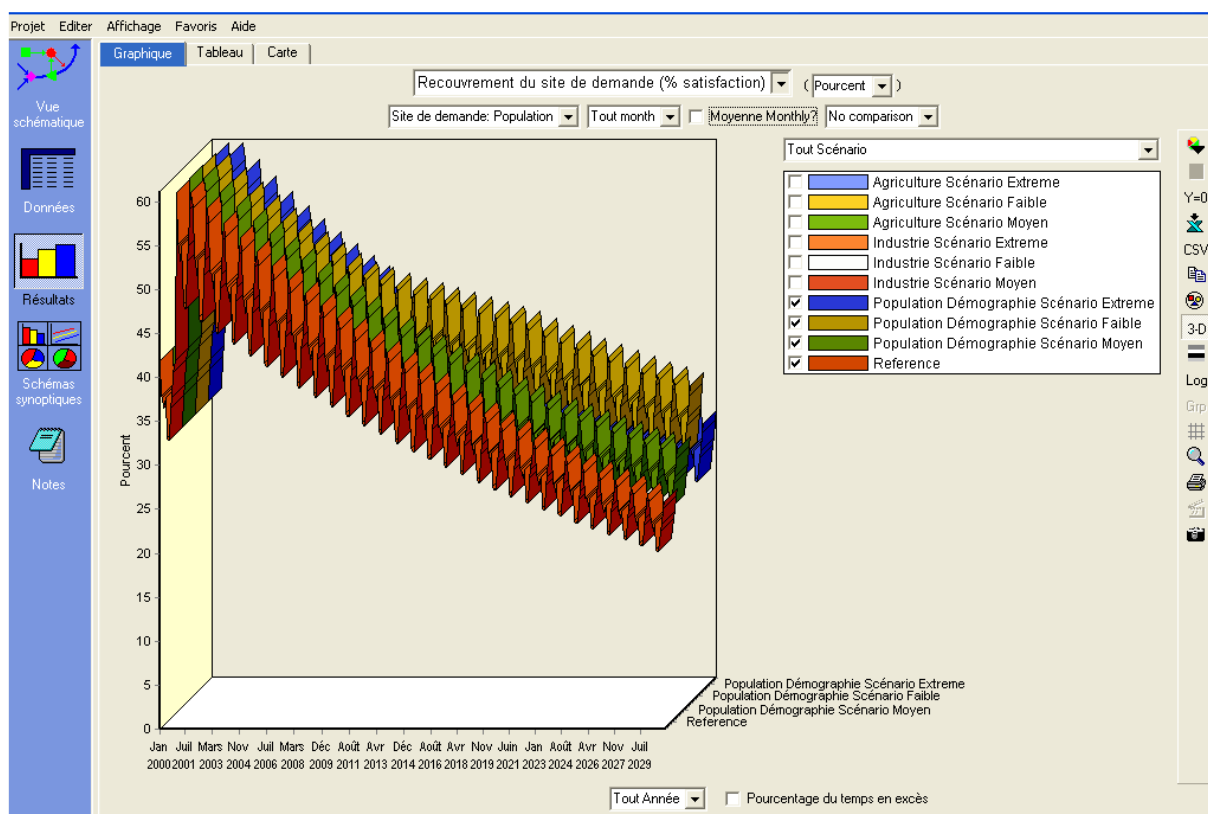 Projet Editer Affichage Favoris Aide
Graphique Tableau Carte
Recouvrement du site de demande (% satisfaction) ( Pourcent )
Site de demande: Population Tout month Moyenne Monthly? No comparison
Vue
schématique
Données
Résultats
Schémas
synoptiques
Notes
Tout Scénario
Agriculture Scénario Extreme
Agriculture Scénario Faible
Agriculture Scénario Moyen
Industrie Scénario Extreme
Industrie Scénario Faible
Industrie Scénario Moyen
Population Démographie Scénario Extreme
Population Démographie Scénario Faible
Population Démographie Scénario Moyen
Reference
Y=0
CSV
3-D
Log
Grp
Pourcent
60
55
50
45
40
35
30
25
20
15
10
5
0
Population Démographie Scénario Extreme
Population Démographie Scénario Faible
Population Démographie Scénario Moyen
Reference
Jan Juil Mars Nov Juil Mars Déc Août Avr Déc Août Avr Nov Juin Jan Août Avr Nov Juil
2000 2001 2003 2004 2006 2008 2009 2011 2013 2014 2016 2018 2019 2021 2023 2024 2026 2027 2029
Tout Année Pourcentage du temps en excès